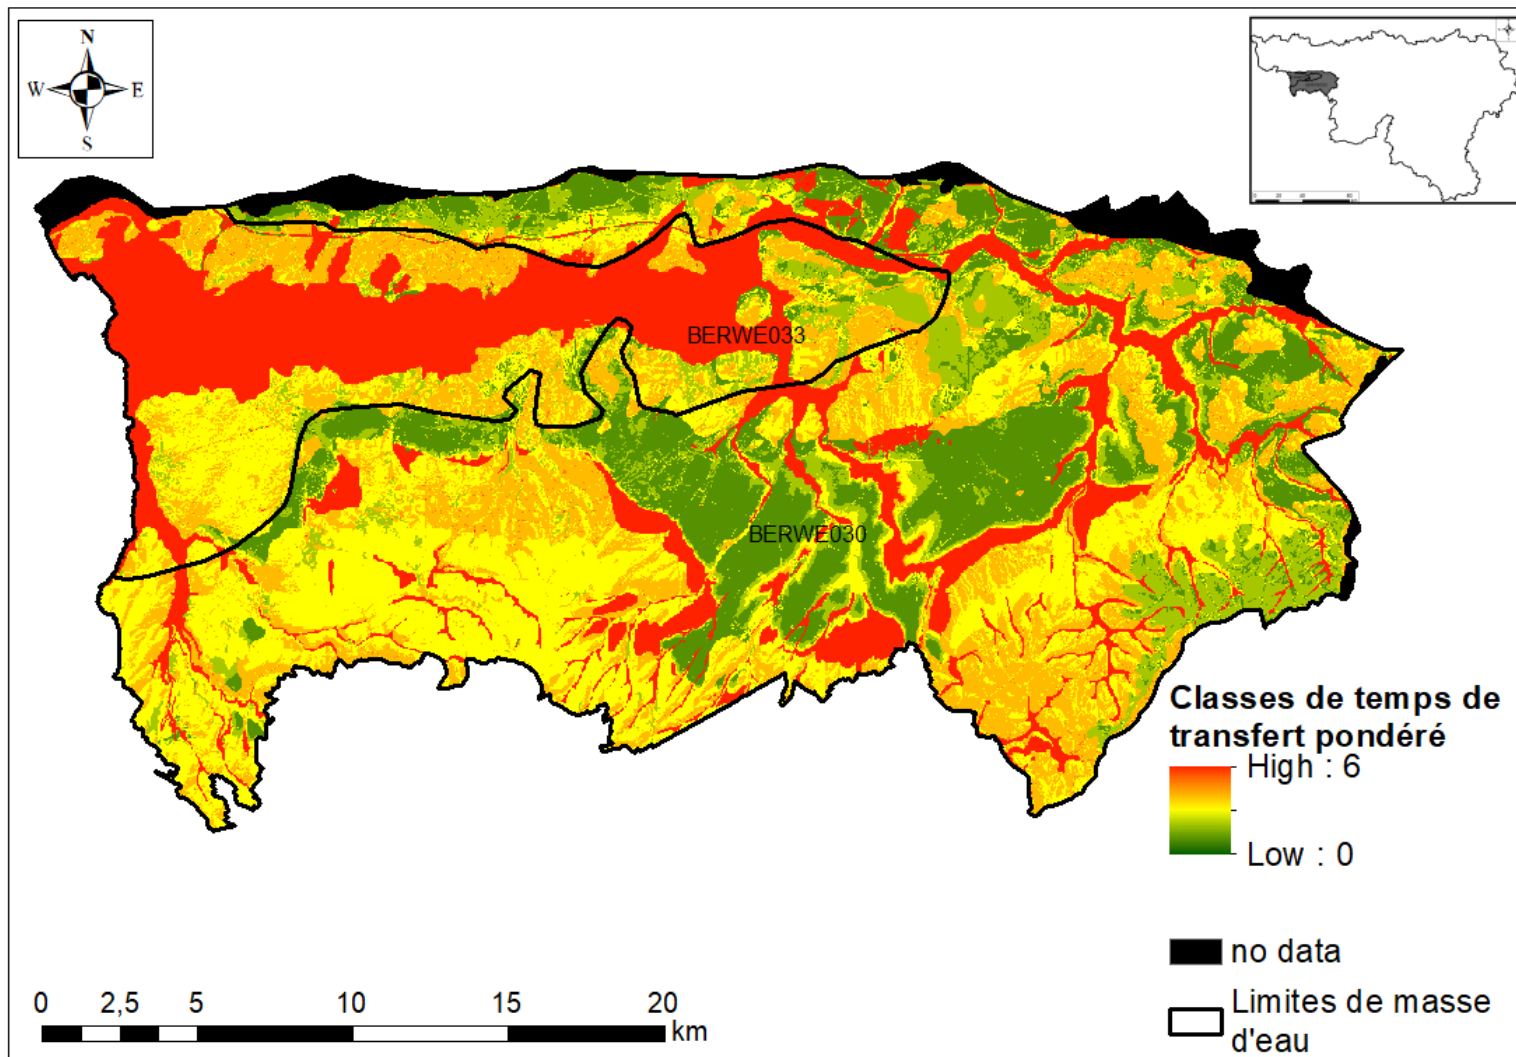 N
W E
S
BERWE033
BERWE030
Classes de temps de
transfert pondéré
High : 6
Low : 0
no data
Limites de masse
d'eau
0 2,5 5 10 15 20
km